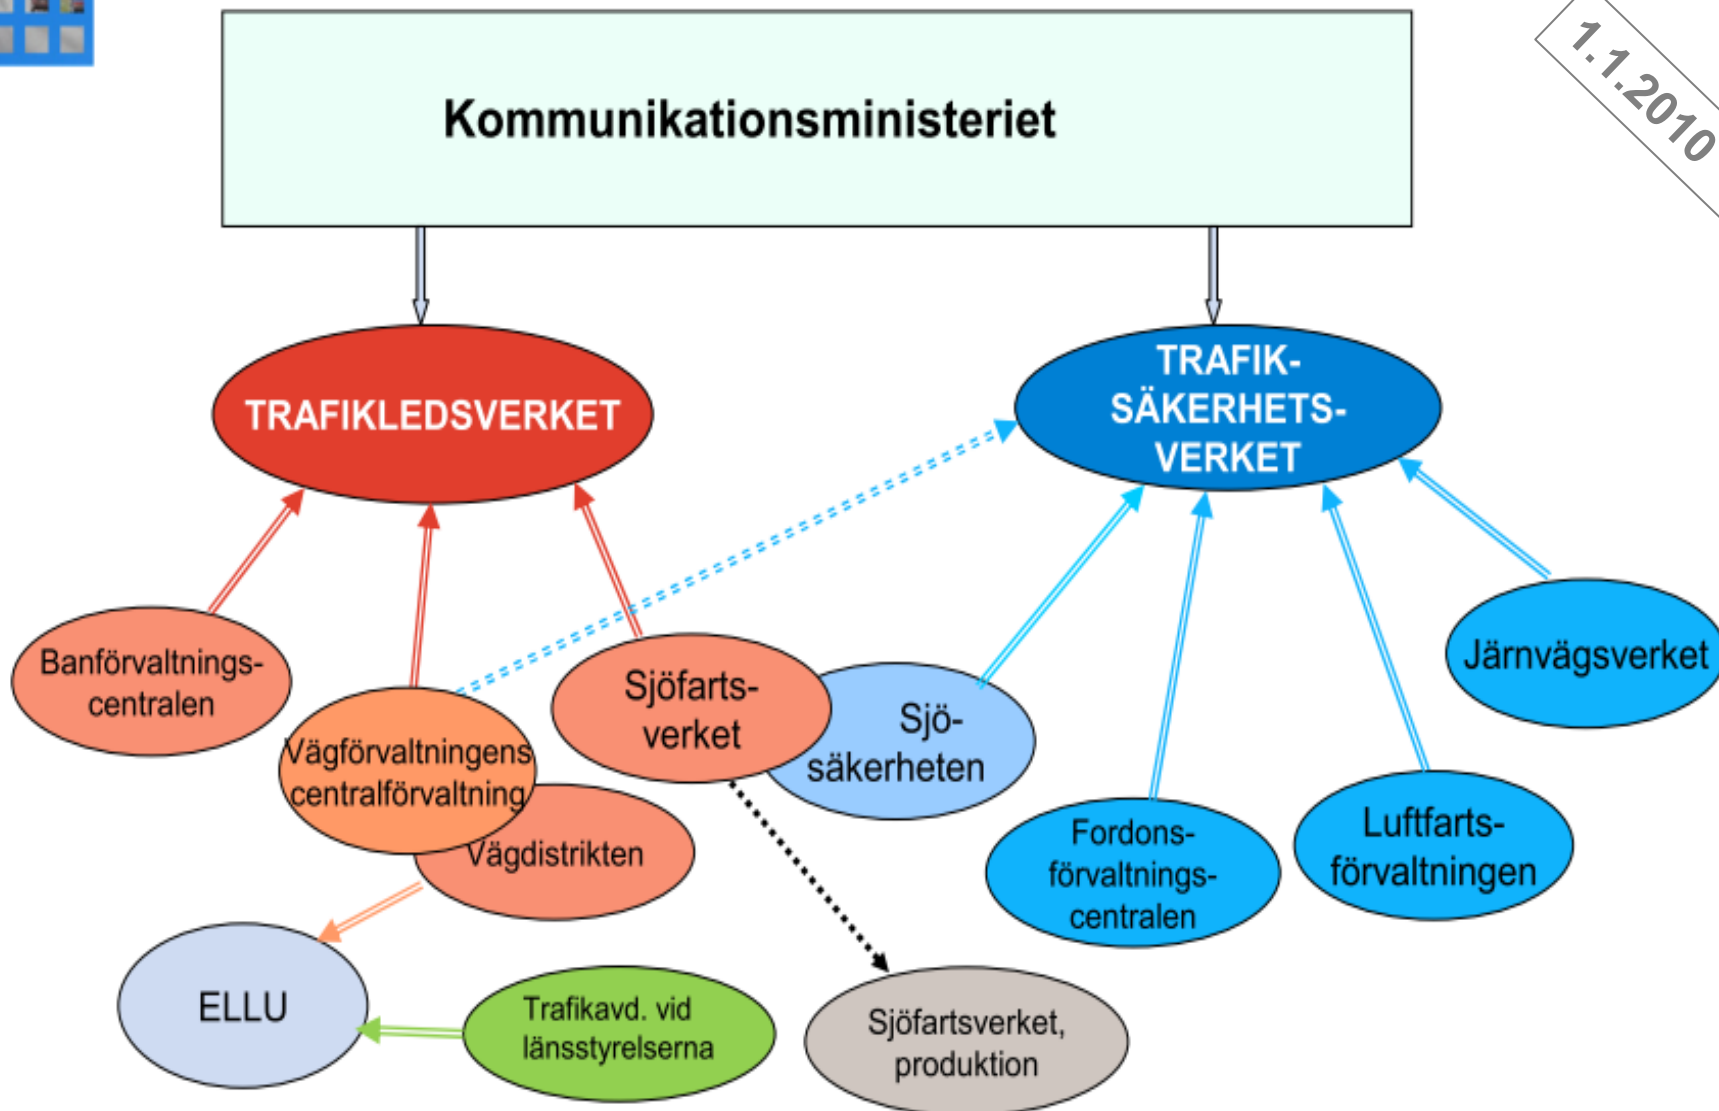 1.1.2010
Kommunikationsministeriet
TRAFIKLEDSVERKET
TRAFIK-
SÄKERHETS-
VERKET
Banförvaltnings-
centralen
Vägförvaltningens
centralförvaltning
Vägdistrikten
Sjöfarts-
verket
Sjö-
säkerheten
Fordons-
förvaltnings-
centralen
Luftfarts-
förvaltningen
Järnvägsverket
ELLU
Trafikavd. vid
länsstyrelserna
Sjöfartsverket,
produktion